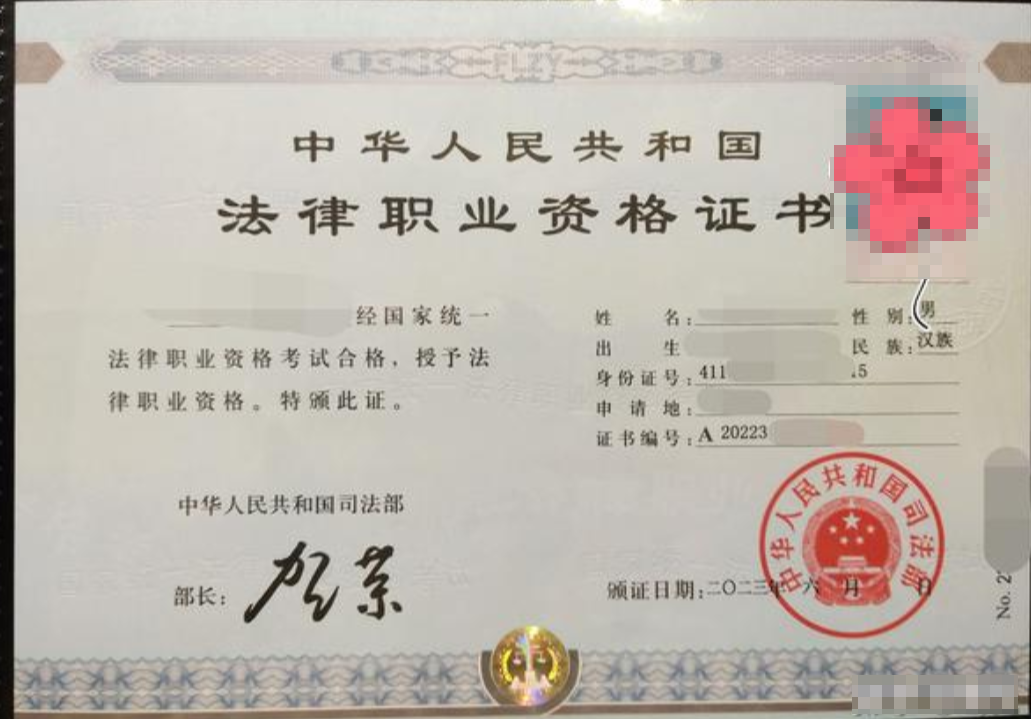 FLZY
中华人民共和国
法律职业资格证书
经国家统一
法律职业资格考试合格，授予法
律职业资格。特颁此证。
姓名：
性别：男
出生
民族：汉族
身份证号：411 15
申请地：
证书编号：A 20223
中华人民共和国司法部
部长：
颁证日期：二〇二三年六月 日
中华人民共和国司法部
No. 2